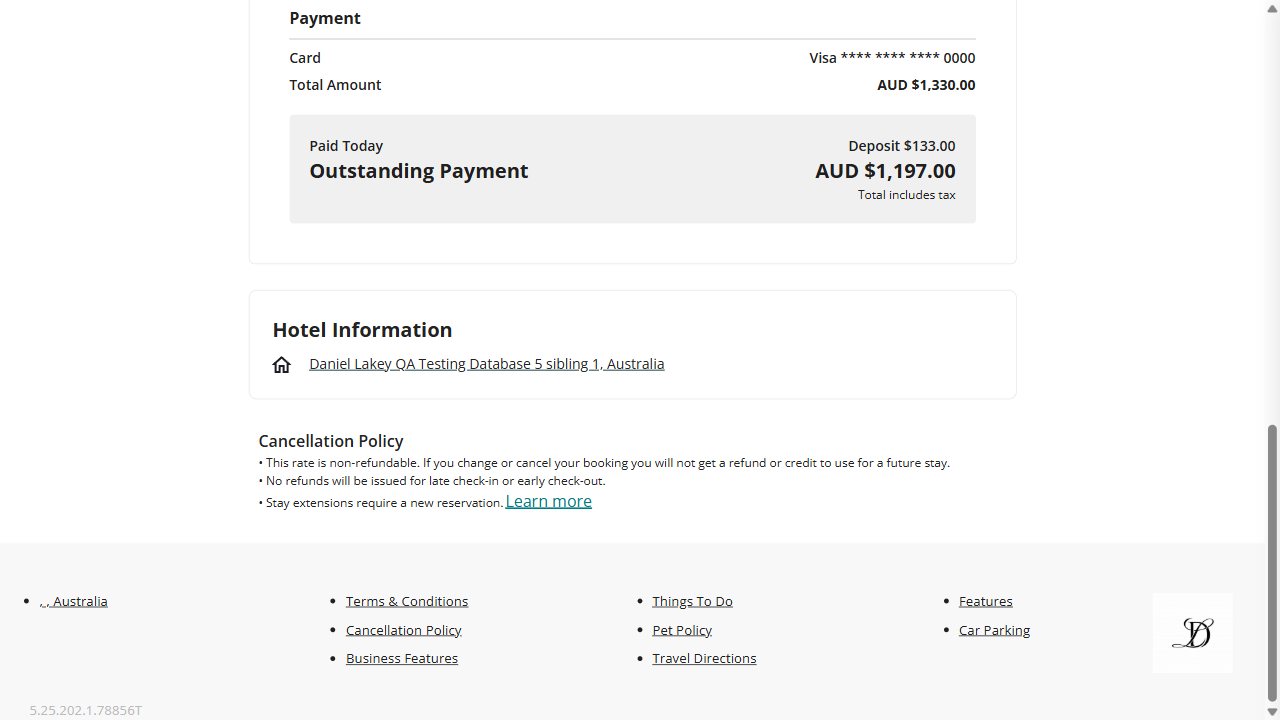 Payment
Card Visa **** **** **** 0000
Total Amount AUD $1,330.00
Paid Today Deposit $133.00
Outstanding Payment AUD $1,197.00
Total includes tax
Hotel Information
Daniel Lakey QA Testing Database 5 sibling 1, Australia
Cancellation Policy
• This rate is non-refundable. If you change or cancel your booking you will not get a refund or credit to use for a future stay.
• No refunds will be issued for late check-in or early check-out.
• Stay extensions require a new reservation. Learn more
• , , Australia
• Terms & Conditions
• Cancellation Policy
• Business Features
• Things To Do
• Pet Policy
• Travel Directions
• Features
• Car Parking
D
5.25.202.1.78856T